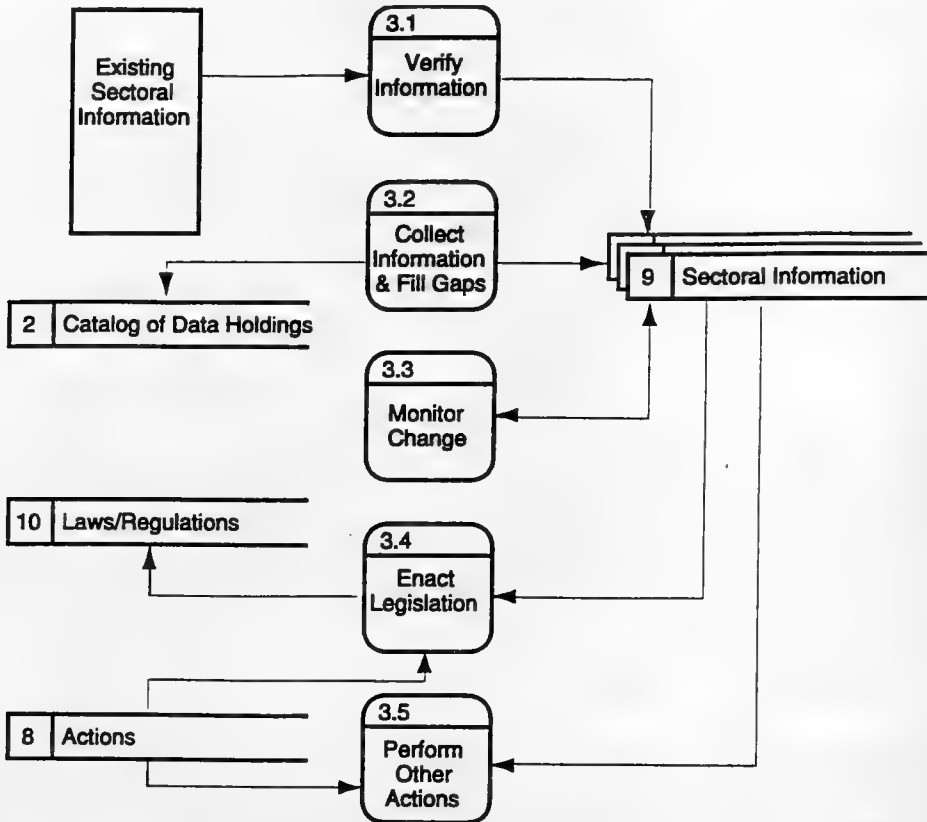 Existing
Sectoral
Information
3.1
Verify
Information
3.2
Collect
Information
& Fill Gaps
9 Sectoral Information
2 Catalog of Data Holdings
3.3
Monitor
Change
10 Laws/Regulations
3.4
Enact
Legislation
8 Actions
3.5
Perform
Other
Actions